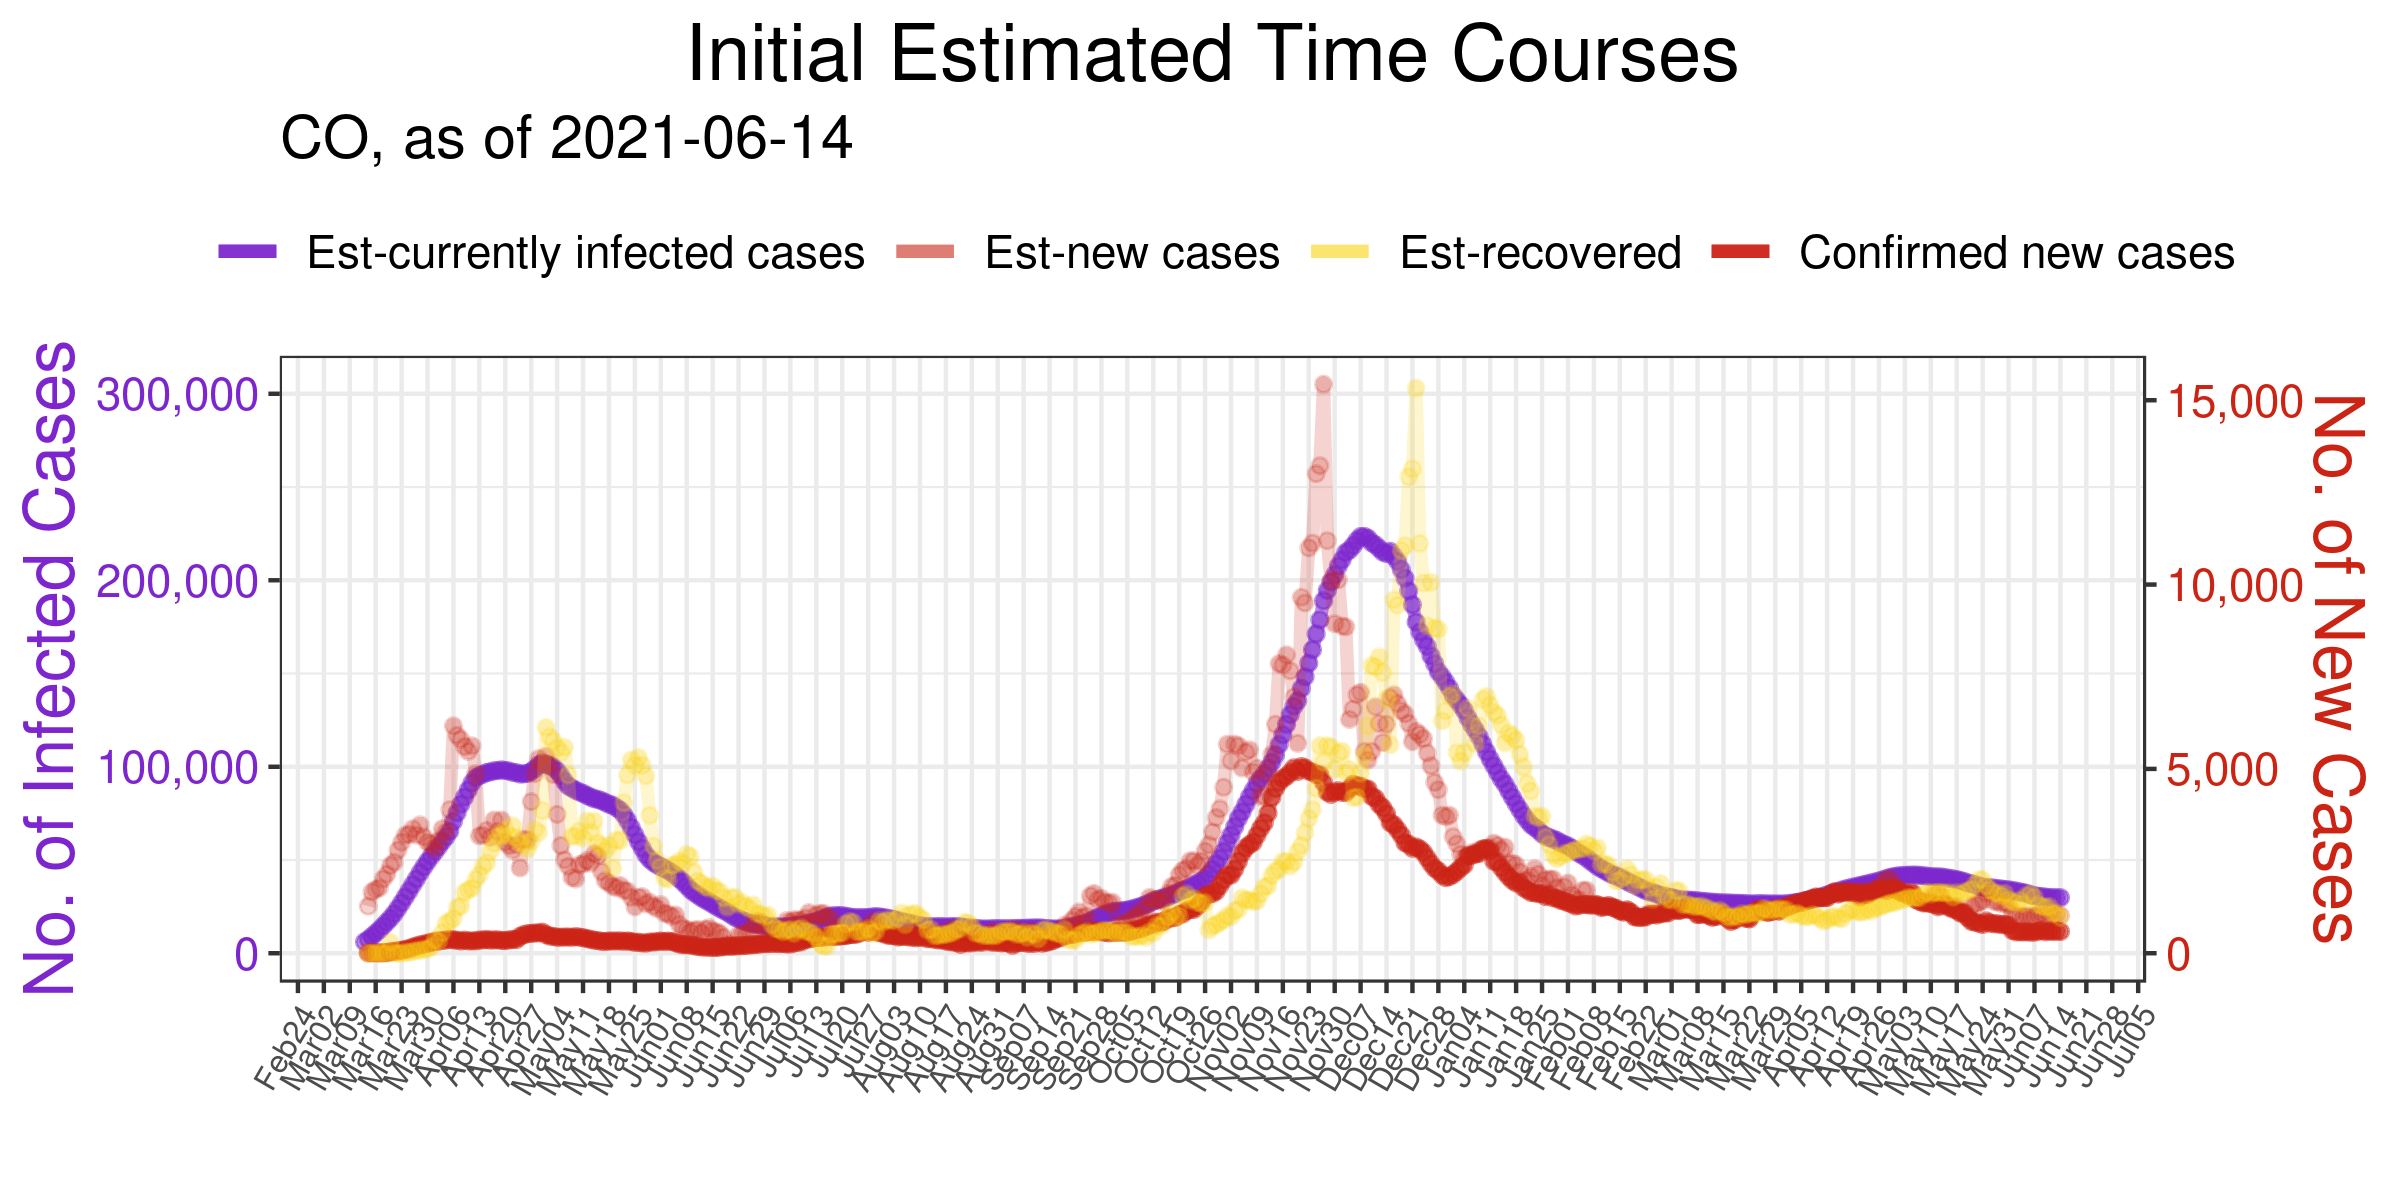 Initial Estimated Time Courses
CO, as of 2021-06-14
Est-currently infected cases
Est-new cases
Est-recovered
Confirmed new cases
No. of Infected Cases
300,000
200,000
100,000
0
15,000
10,000
5,000
0
No. of New Cases
Feb24
Mar02
Mar09
Mar16
Mar23
Mar30
Apr06
Apr13
Apr20
Apr27
May04
May11
May18
May25
Jun01
Jun08
Jun15
Jun22
Jun29
Jul06
Jul13
Jul20
Jul27
Aug03
Aug10
Aug17
Aug24
Aug31
Sep07
Sep14
Sep21
Sep28
Oct05
Oct12
Oct19
Oct26
Nov02
Nov09
Nov16
Nov23
Nov30
Dec07
Dec14
Dec21
Dec28
Jan04
Jan11
Jan18
Jan25
Feb01
Feb08
Feb15
Feb22
Mar01
Mar08
Mar15
Mar22
Mar29
Apr05
Apr12
Apr19
Apr26
May03
May10
May17
May24
May31
Jun07
Jun14
Jun21
Jun28
Jul05